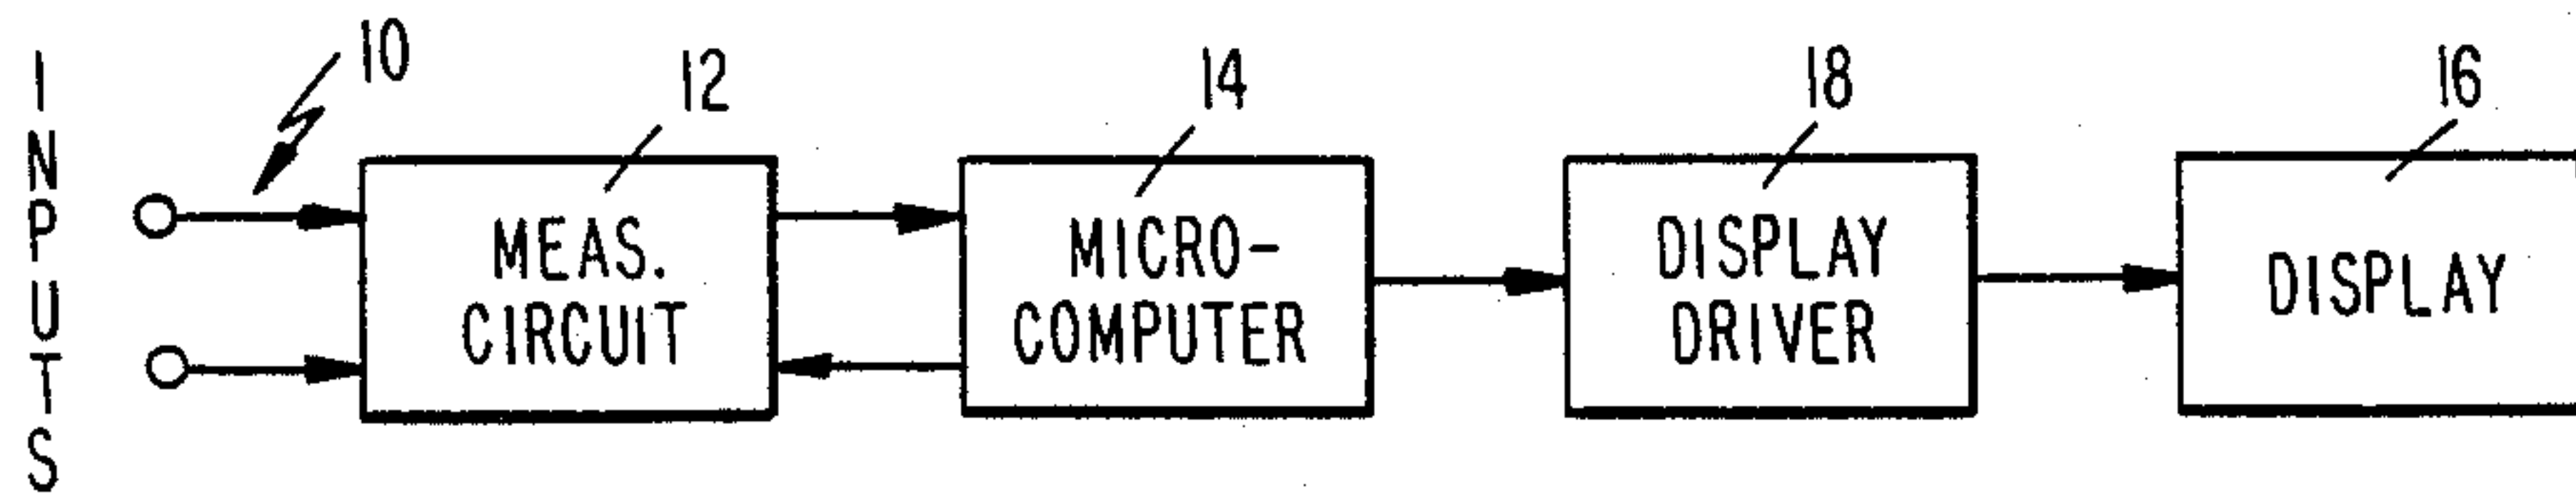 INPUTS
10
12
14
18
16
MEAS.
CIRCUIT
MICRO-
COMPUTER
DISPLAY
DRIVER
DISPLAY